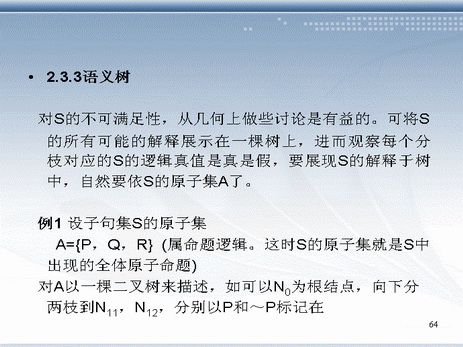 • 2.3.3语义树
对S的不可满足性，从几何上做些讨论是有益的。可将S
的所有可能的解释展示在一棵树上，进而观察每个分
枝对应的S的逻辑真值是真是假，要展现S的解释于树
中，自然要依S的原子集A了。
例1 设子句集S的原子集
A={P，Q，R} (属命题逻辑。这时S的原子集就是S中
出现的全体原子命题)
对A以一棵二叉树来描述，如可以N₀为根结点，向下分
两枝到N₁₁，N₁₂，分别以P和～P标记在
64